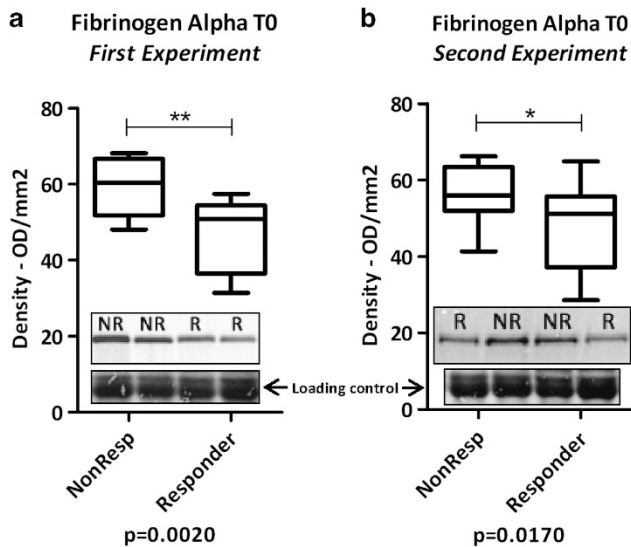 a
Fibrinogen Alpha T0
First Experiment
**
80
60
40
20
0
Density - OD/mm2
NR NR R R
NonResp
Responder
p=0.0020
Loading control
b
Fibrinogen Alpha T0
Second Experiment
*
80
60
40
20
0
Density - OD/mm2
R NR NR R
NonResp
Responder
p=0.0170